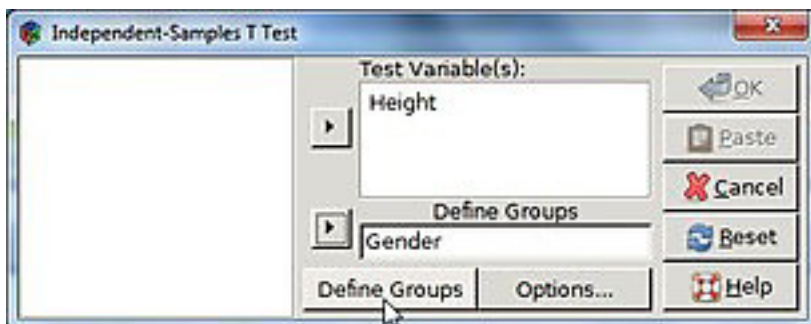 Independent-Samples T Test
Test Variable(s):
Height
Define Groups
Gender
Define Groups
Options...
OK
Paste
Cancel
Reset
Help